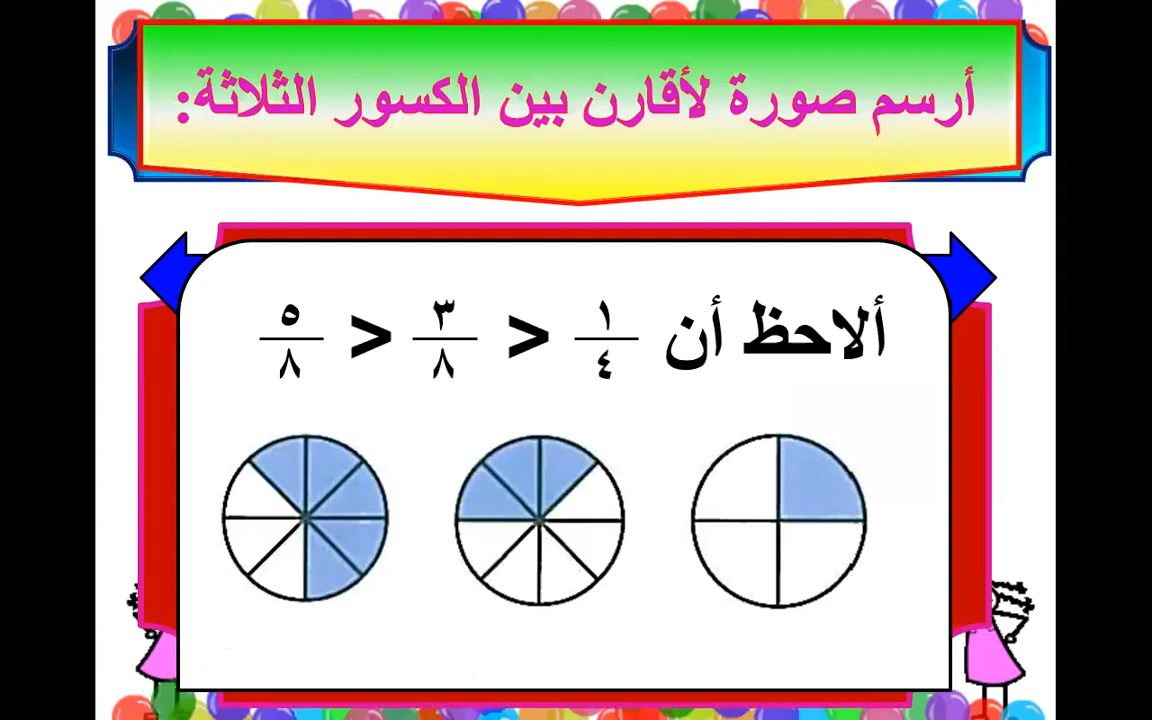 أرسم صورة لأقارن بين الكسور الثلاثة:
ألاحظ أن ١/٤ > ٣/٨ > ٥/٨